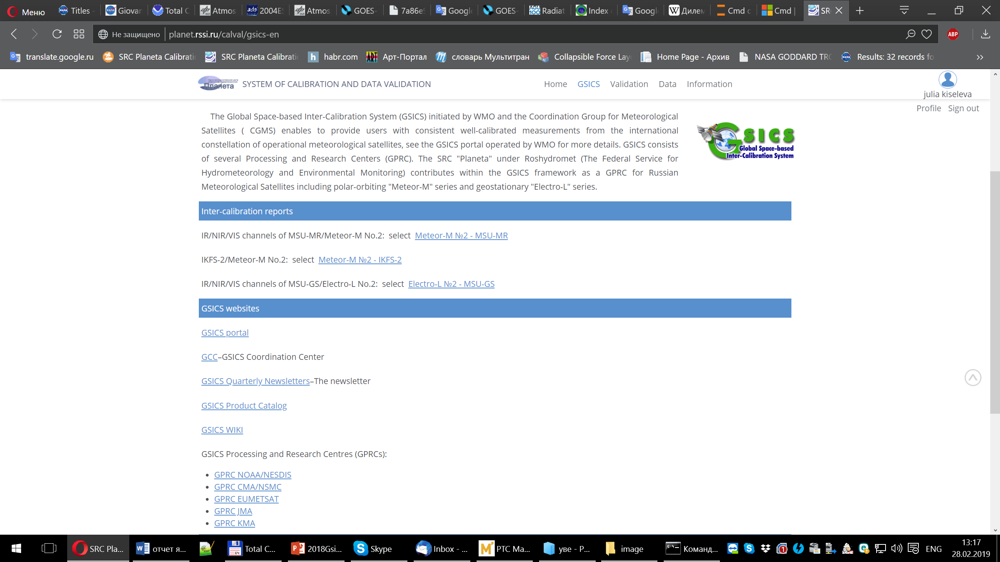 Меню
Titles -
Giovan
Total C
Atmos
2004ES
Atmos
GOES-
7a86e9
Google
GOES-
Radiat
Index o
Google
Дилем
Cmd c
Cmd |
SR
Не защищено
planet.rssi.ru/calval/gsics-en
ABP
translate.google.ru
SRC Planeta Calibratio
SRC Planeta Calibratio
habr.com
Арт-Портал
словарь Мультитран
Collapsible Force Layo
Home Page - Архив
NASA GODDARD TRO
Results: 32 records fo
Планета
SYSTEM OF CALIBRATION AND DATA VALIDATION
Home GSICS Validation Data Information
julia kiseleva
Profile Sign out
The Global Space-based Inter-Calibration System (GSICS) initiated by WMO and the Coordination Group for Meteorological
Satellites ( CGMS) enables to provide users with consistent well-calibrated measurements from the international
constellation of operational meteorological satellites, see the GSICS portal operated by WMO for more details. GSICS consists
of several Processing and Research Centers (GPRC). The SRC "Planeta" under Roshydromet (The Federal Service for
Hydrometeorology and Environmental Monitoring) contributes within the GSICS framework as a GPRC for Russian
Meteorological Satellites including polar-orbiting "Meteor-M" series and geostationary "Electro-L" series.
GSICS
Global Space-based
Inter-Calibration System
Inter-calibration reports
IR/NIR/VIS channels of MSU-MR/Meteor-M No.2: select Meteor-M №2 - MSU-MR
IKFS-2/Meteor-M No.2: select Meteor-M №2 - IKFS-2
IR/NIR/VIS channels of MSU-GS/Electro-L No.2: select Electro-L №2 - MSU-GS
GSICS websites
GSICS portal
GCC–GSICS Coordination Center
GSICS Quarterly Newsletters–The newsletter
GSICS Product Catalog
GSICS WIKI
GSICS Processing and Research Centres (GPRCs):
GPRC NOAA/NESDIS
GPRC CMA/NSMC
GPRC EUMETSAT
GPRC JMA
GPRC KMA
SRC Pla...
отчет я...
Total C...
2018Gsi...
Skype
Inbox - ...
РТС Ма...
уве - P...
image
Команд...
ENG
13:17
28.02.2019